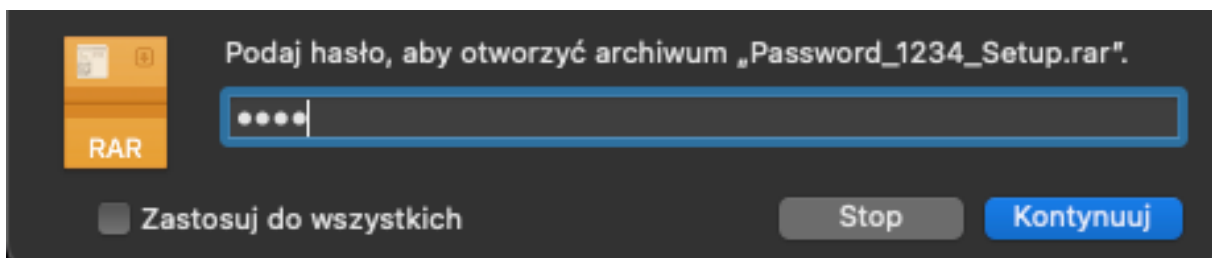 Podaj hasło, aby otworzyć archiwum „Password_1234_Setup.rar”.
••••
RAR
Zastosuj do wszystkich
Stop
Kontynuuj